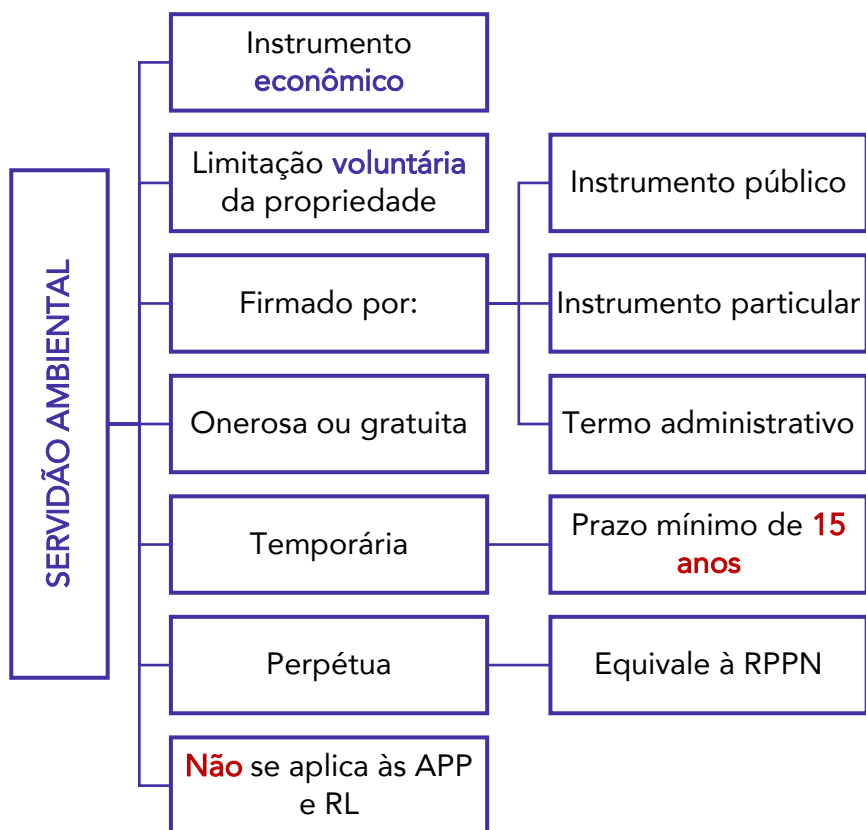 SERVIDÃO AMBIENTAL
Instrumento
econômico
Limitação voluntária
da propriedade
Firmado por:
Instrumento público
Instrumento particular
Termo administrativo
Onerosa ou gratuita
Temporária
Prazo mínimo de 15
anos
Perpétua
Equivale à RPPN
Não se aplica às APP
e RL